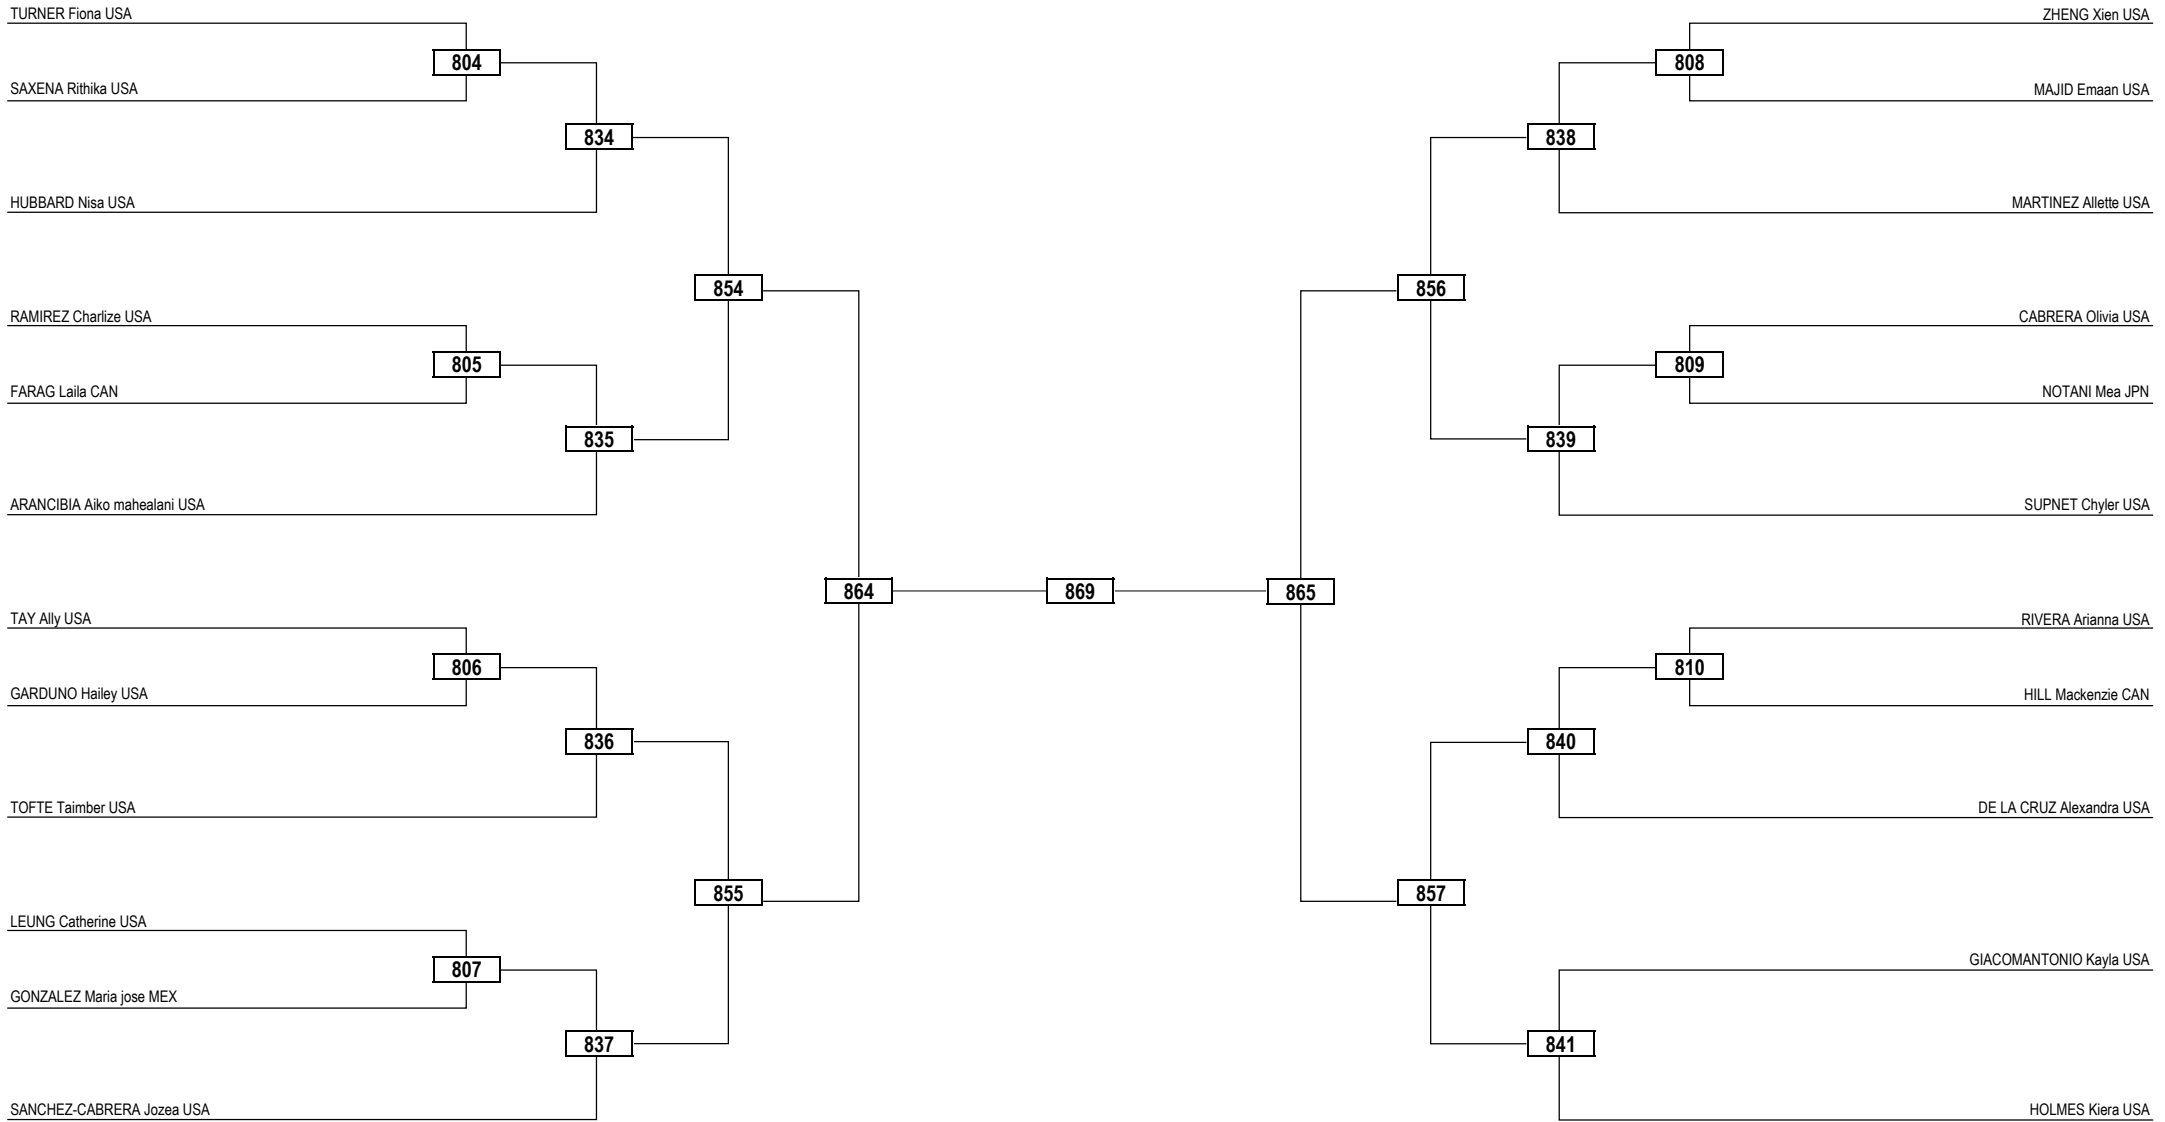 TURNER Fiona USA
804
SAXENA Rithika USA
834
HUBBARD Nisa USA
854
RAMIREZ Charlize USA
805
FARAG Laila CAN
835
ARANCIBIA Aiko mahealani USA
864
TAY Ally USA
806
GARDUNO Hailey USA
836
TOFTE Taimber USA
855
LEUNG Catherine USA
807
GONZALEZ Maria jose MEX
837
SANCHEZ-CABRERA Jozea USA
869
ZHENG Xien USA
808
MAJID Emaan USA
838
MARTINEZ Allette USA
856
CABRERA Olivia USA
809
NOTANI Mea JPN
839
SUPNET Chyler USA
865
RIVERA Arianna USA
810
HILL Mackenzie CAN
840
DE LA CRUZ Alexandra USA
857
GIACOMANTONIO Kayla USA
841
HOLMES Kiera USA